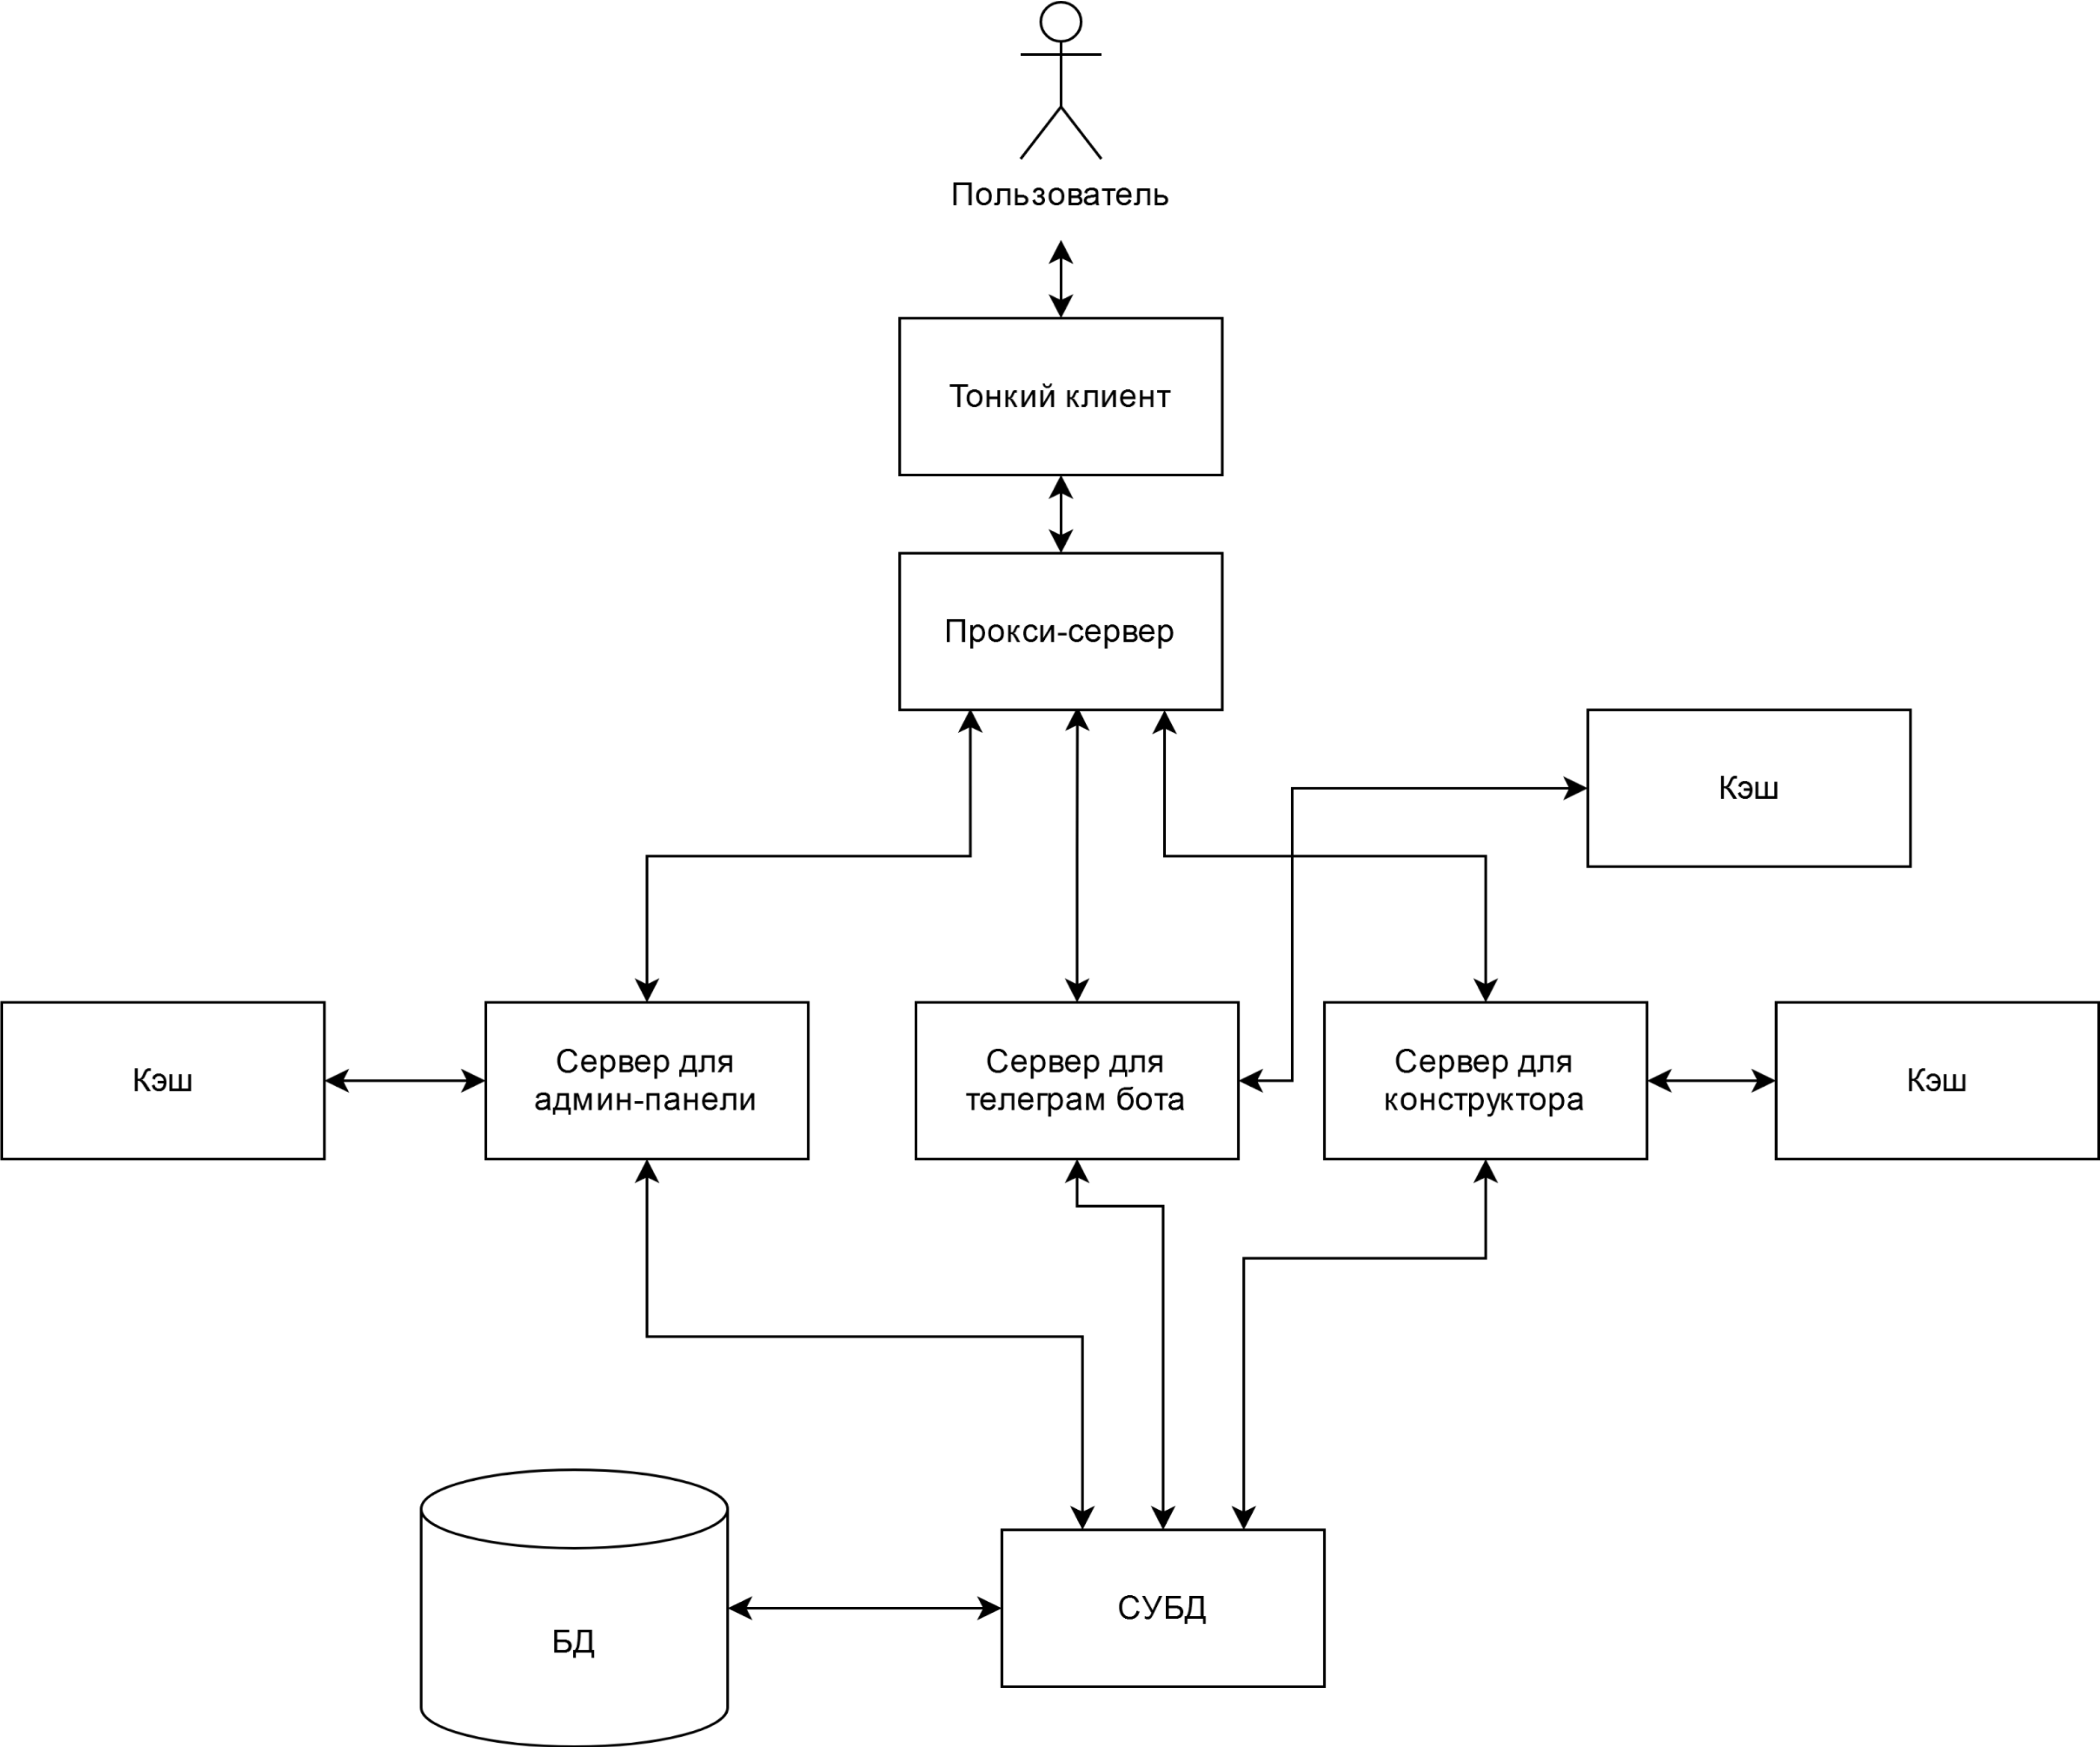 Пользователь
Тонкий клиент
Прокси-сервер
Кэш
Кэш
Сервер для
админ-панели
Сервер для
телеграм бота
Сервер для
конструктора
Кэш
БД
СУБД